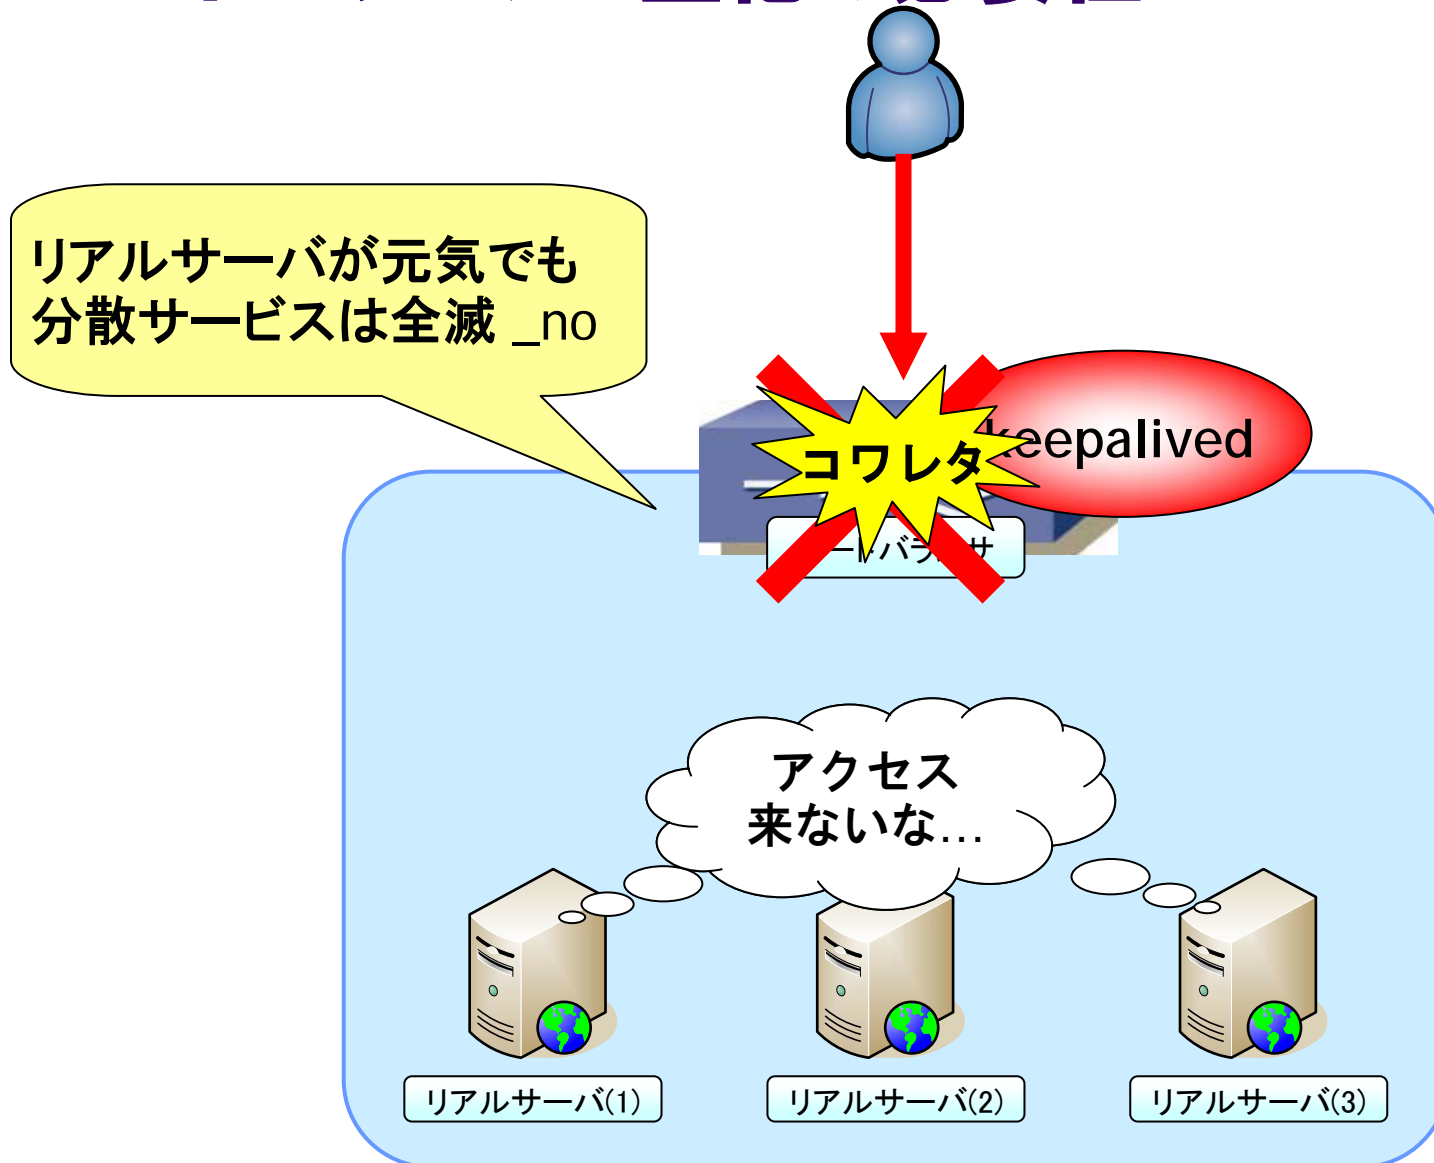 リアルサーバが元気でも
分散サービスは全滅 _no
keepalived
コワレタ
アクセス
来ないな…
リアルサーバ(1)
リアルサーバ(2)
リアルサーバ(3)